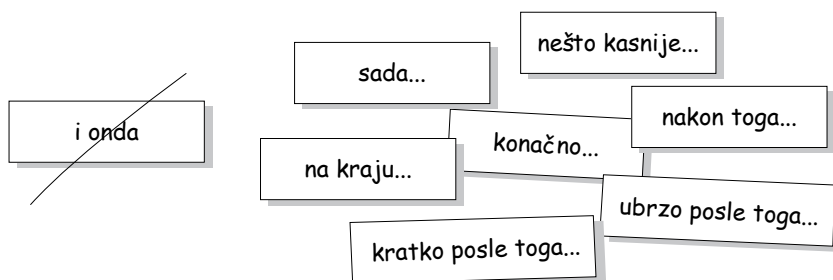 i onda
sada...
nešto kasnije...
nakon toga...
konačno...
na kraju...
ubrzo posle toga...
kratko posle toga...